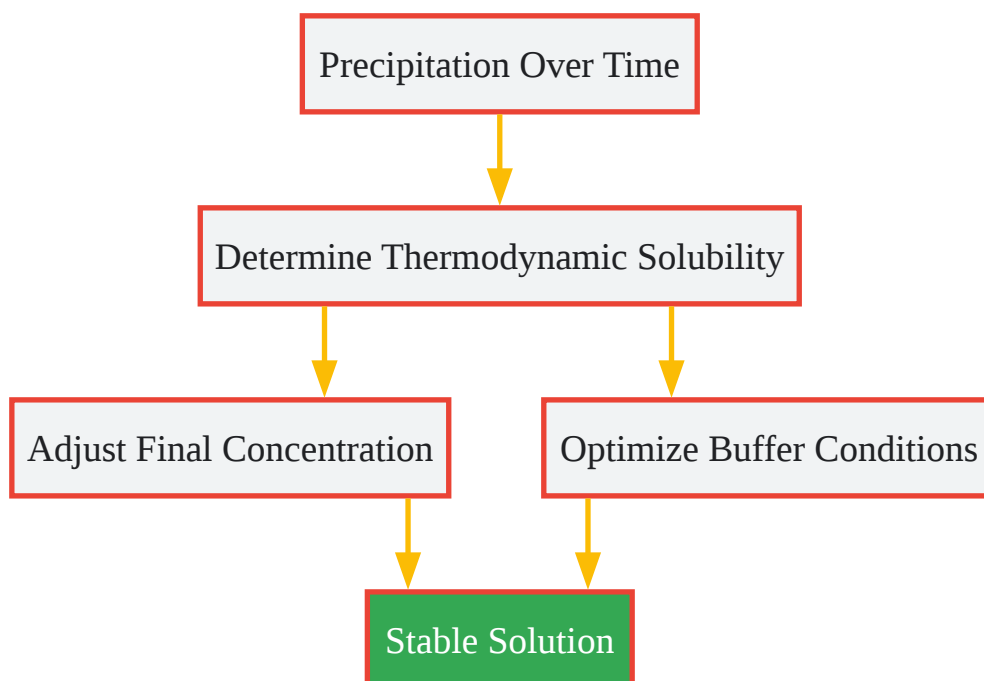 Precipitation Over Time
Determine Thermodynamic Solubility
Adjust Final Concentration
Optimize Buffer Conditions
Stable Solution